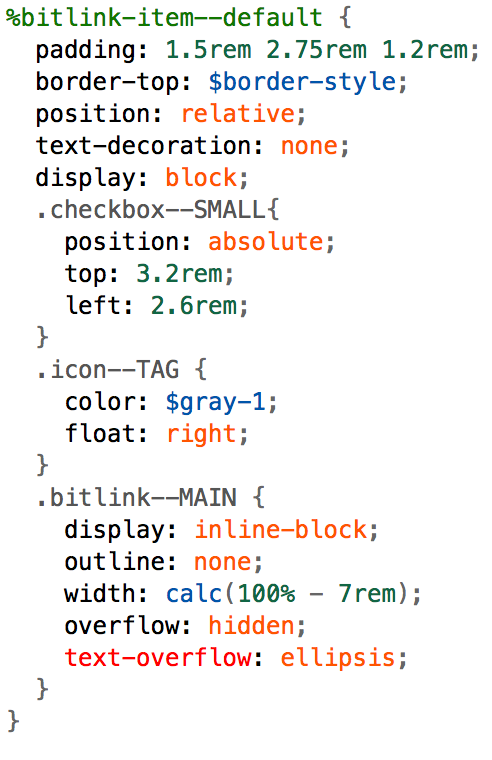 %bitlink-item--default {
  padding: 1.5rem 2.75rem 1.2rem;
  border-top: $border-style;
  position: relative;
  text-decoration: none;
  display: block;
  .checkbox--SMALL{
    position: absolute;
    top: 3.2rem;
    left: 2.6rem;
  }
  .icon--TAG {
    color: $gray-1;
    float: right;
  }
  .bitlink--MAIN {
    display: inline-block;
    outline: none;
    width: calc(100% - 7rem);
    overflow: hidden;
    text-overflow: ellipsis;
  }
}